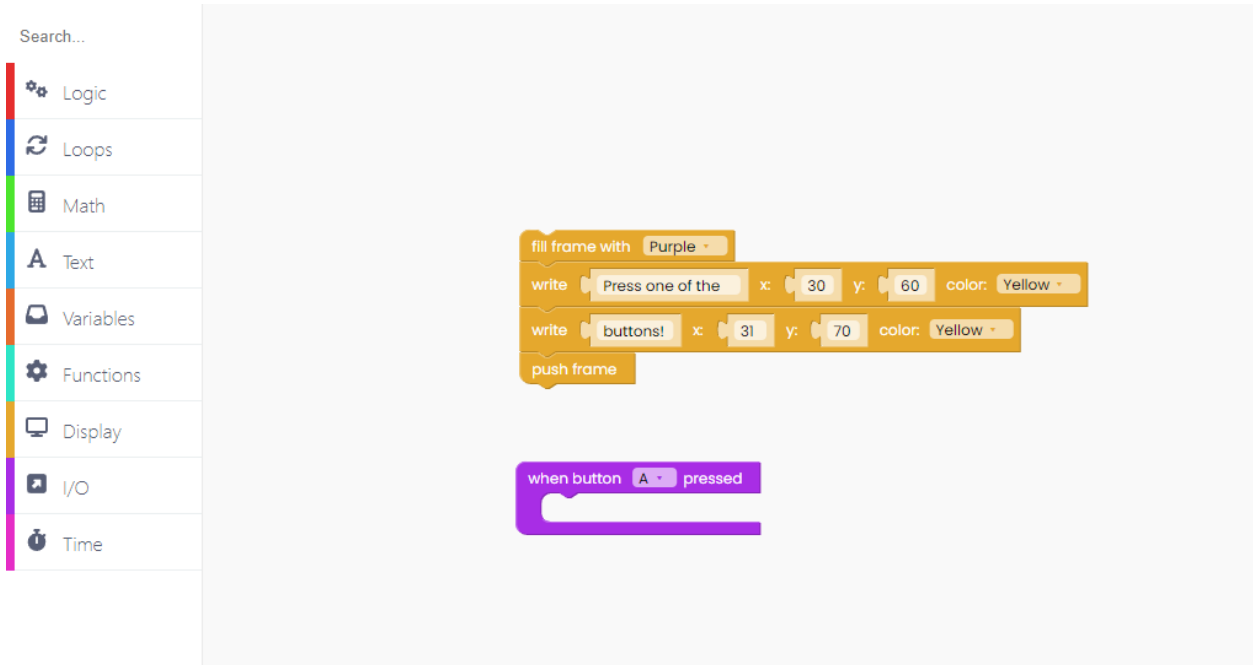 Search...
Logic
Loops
Math
Text
Variables
Functions
Display
I/O
Time
fill frame with Purple
write Press one of the x: 30 y: 60 color: Yellow
write buttons! x: 31 y: 70 color: Yellow
push frame
when button A pressed